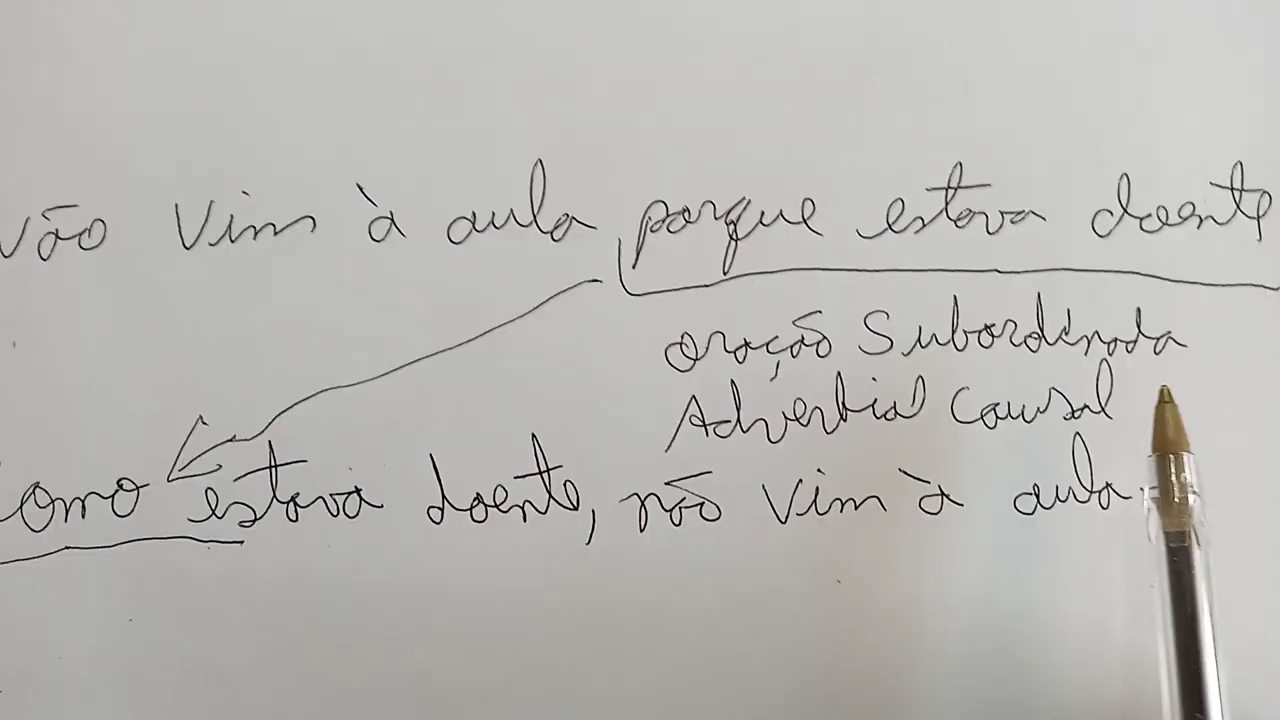 não vim à aula porque estava doente
oração Subordinada
Adverbial Causal
como estava doente, não vim à aula.